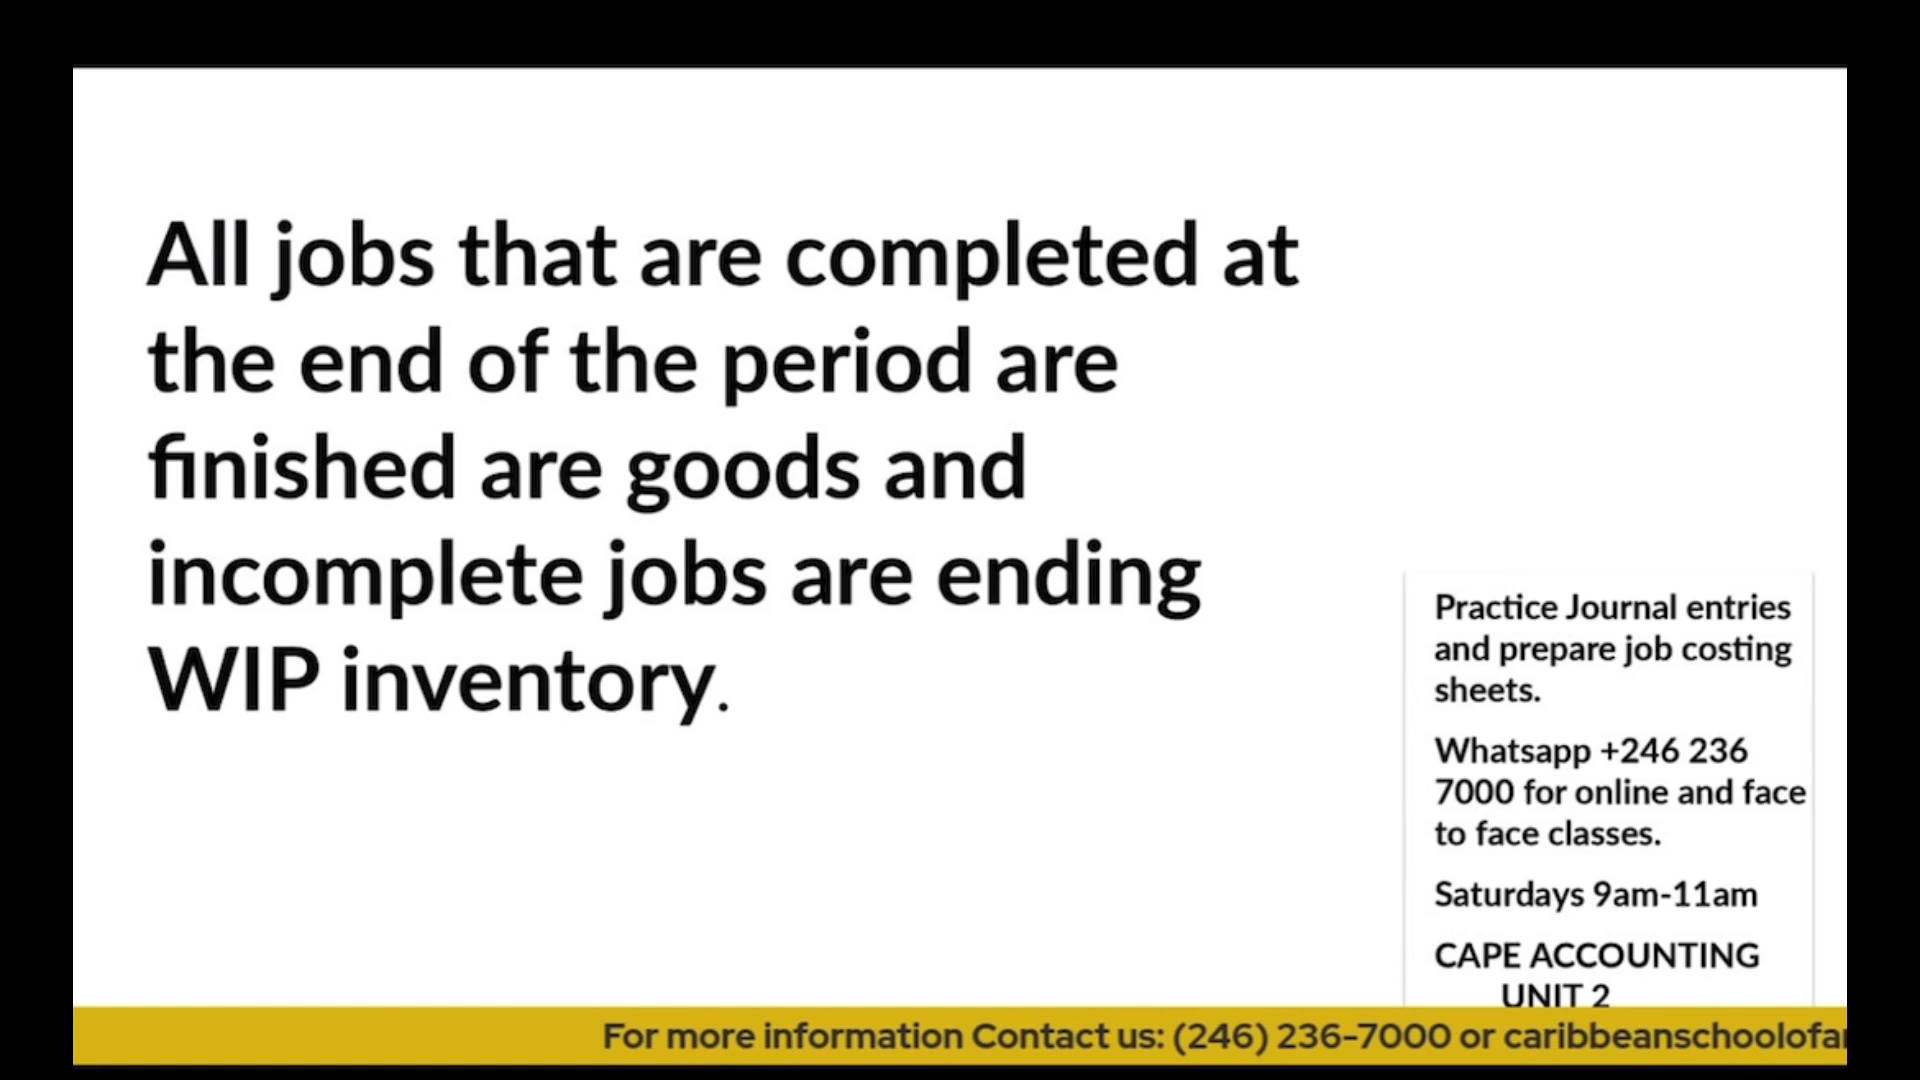 All jobs that are completed at
the end of the period are
finished are goods and
incomplete jobs are ending
WIP inventory.
Practice Journal entries
and prepare job costing
sheets.
Whatsapp +246 236
7000 for online and face
to face classes.
Saturdays 9am-11am
CAPE ACCOUNTING
UNIT 2
For more information Contact us: (246) 236-7000 or